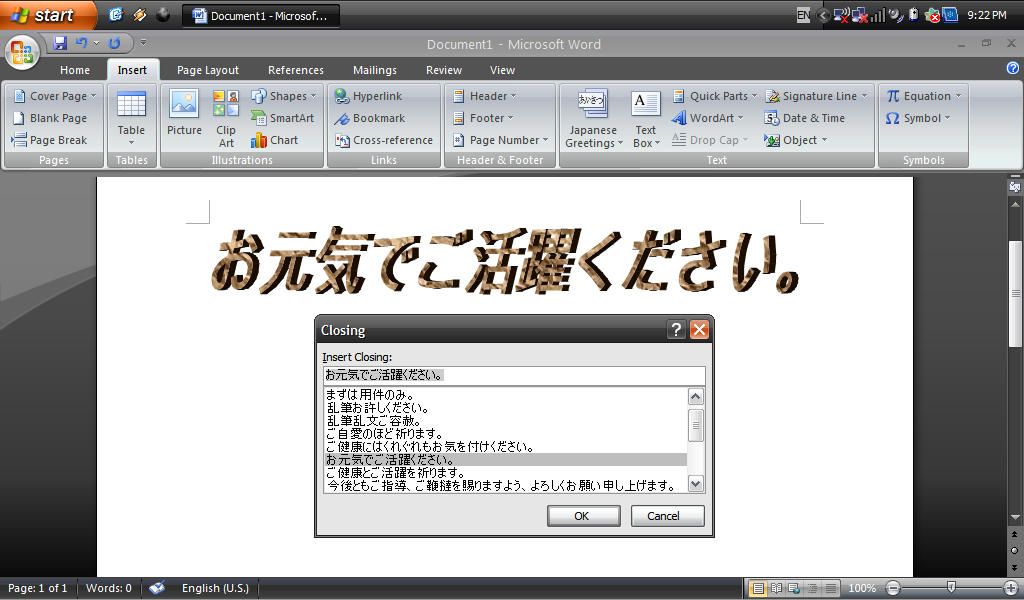 start
Document1 - Microsof...
EN
9:22 PM
Document1 - Microsoft Word
Home Insert Page Layout References Mailings Review View
Cover Page
Blank Page
Page Break
Pages
Table
Tables
Picture
Clip Art
Shapes
SmartArt
Chart
Illustrations
Hyperlink
Bookmark
Cross-reference
Links
Header
Footer
Page Number
Header & Footer
あいさつ
Japanese
Greetings
A
Text
Box
Quick Parts
WordArt
Drop Cap
Signature Line
Date & Time
Object
Text
π Equation
Ω Symbol
Symbols
お元気でご活躍ください。
Closing
Insert Closing:
お元気でご活躍ください。
まずは用件のみ。
乱筆お許しください。
乱筆乱文ご容赦。
ご自愛のほど祈ります。
ご健康にはくれぐれもお気を付けください。
お元気でご活躍ください。
ご健康とご活躍を祈ります。
今後ともご指導、ご鞭撻を賜りますよう、よろしくお願い申し上げます。
OK Cancel
Page: 1 of 1 Words: 0 English (U.S.) 100%